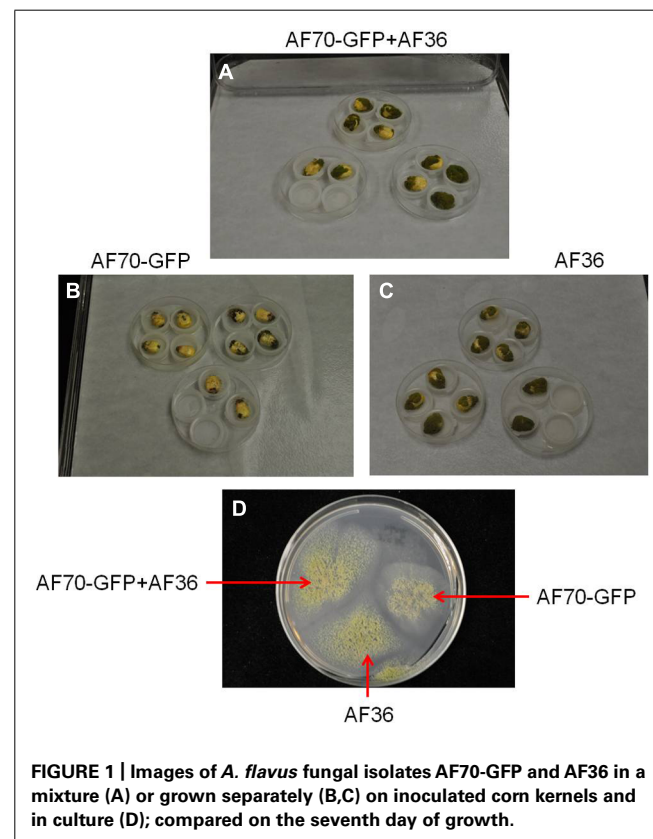 AF70-GFP+AF36
A
AF70-GFP
AF36
B
C
D
AF70-GFP+AF36
AF70-GFP
AF36
FIGURE 1 | Images of A. flavus fungal isolates AF70-GFP and AF36 in a
mixture (A) or grown separately (B,C) on inoculated corn kernels and
in culture (D); compared on the seventh day of growth.